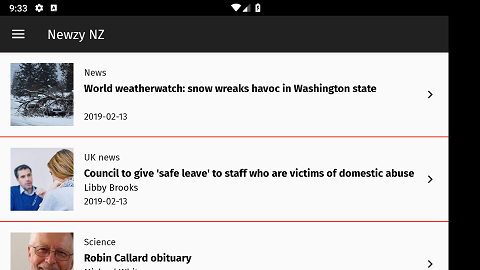 9:33
Newzy NZ
News
World weatherwatch: snow wreaks havoc in Washington state
2019-02-13
UK news
Council to give 'safe leave' to staff who are victims of domestic abuse
Libby Brooks
2019-02-13
Science
Robin Callard obituary